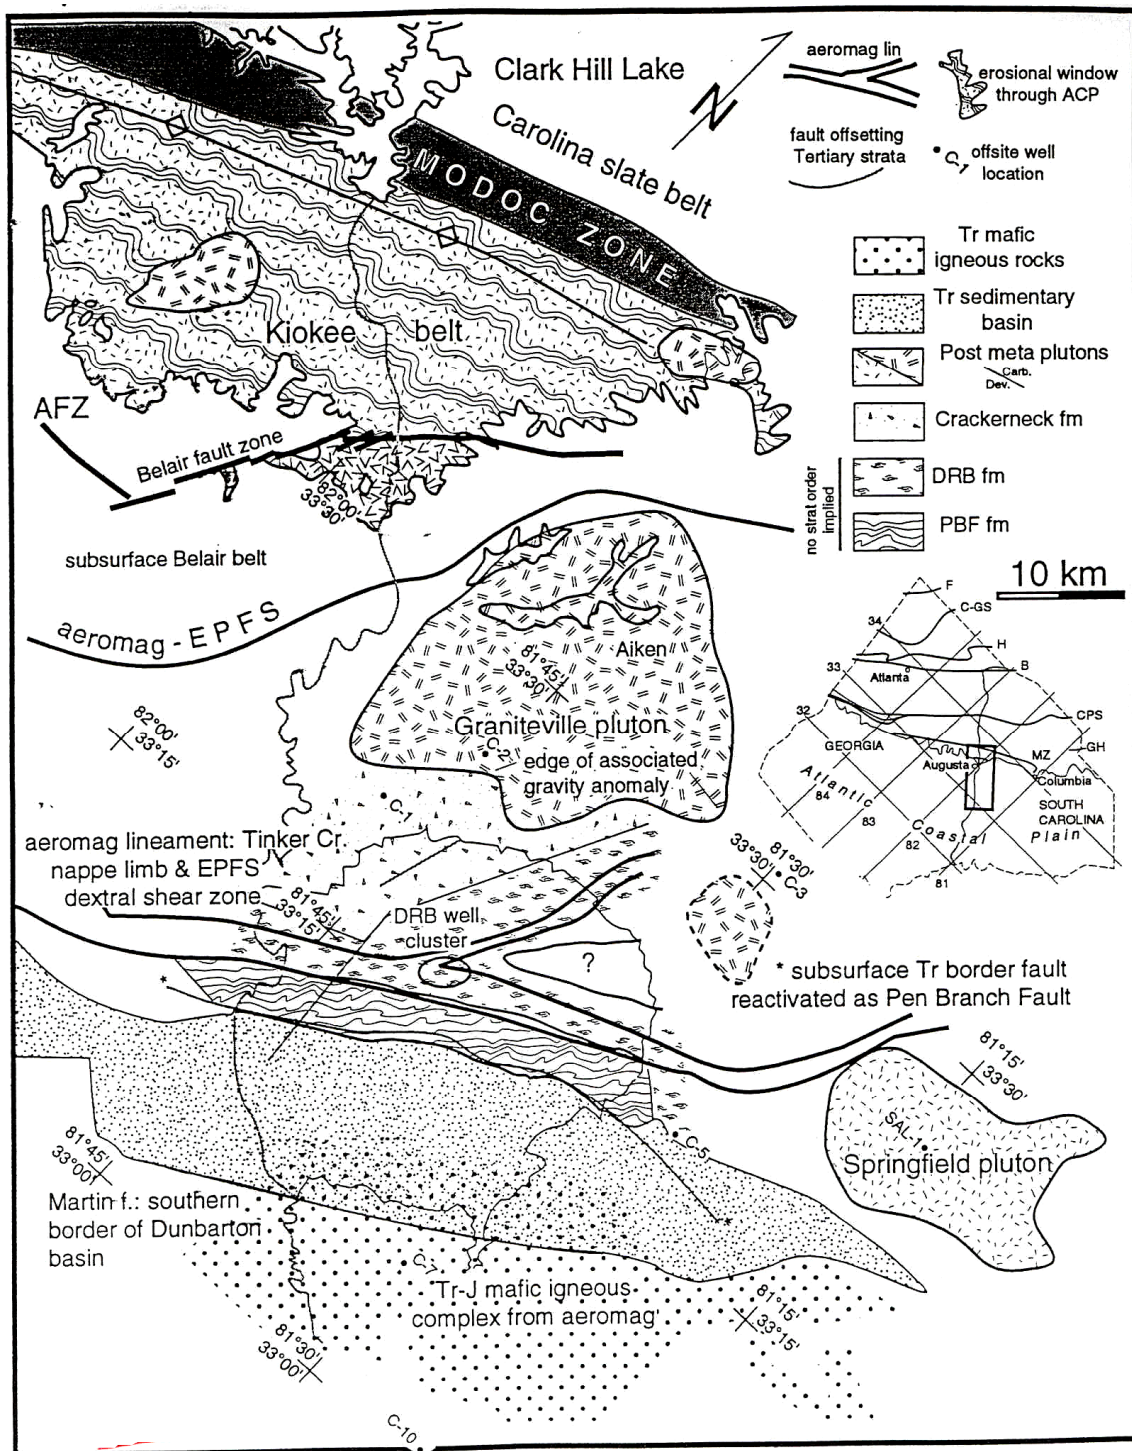 Clark Hill Lake
Carolina slate belt
MODOC ZONE
N
aeromag lin
erosional window
through ACP
fault offsetting
Tertiary strata
C-1
offsite well
location
Tr mafic
igneous rocks
Tr sedimentary
basin
Post meta plutons
Carb.
Dev.
Crackerneck fm
DRB fm
PBF fm
no strat order
implied
10 km
Kiokee belt
AFZ
Belair fault zone
82°00'
33°30'
subsurface Belair belt
aeromag - EPFS
Aiken
81°45'
33°30'
Graniteville pluton
C-2
edge of associated
gravity anomaly
82°00'
33°15'
C-1
F
C-GS
34
H
33
Atlanta
B
32
CPS
GEORGIA
MZ
GH
Augusta
Columbia
Atlantic
84
SOUTH
CAROLINA
83
Coastal
Plain
82
81
aeromag lineament: Tinker Cr.
nappe limb & EPFS
dextral shear zone
81°45'
33°15'
DRB well
cluster
?
81°30'
33°30'
C-3
* subsurface Tr border fault
reactivated as Pen Branch Fault
*
81°15'
33°30'
SAL-1
Springfield pluton
C-5
*
81°45'
33°00'
Martin f.: southern
border of Dunbarton
basin
C-7
Tr-J mafic igneous
complex from aeromag
81°15'
33°15'
81°30'
33°00'
C-10